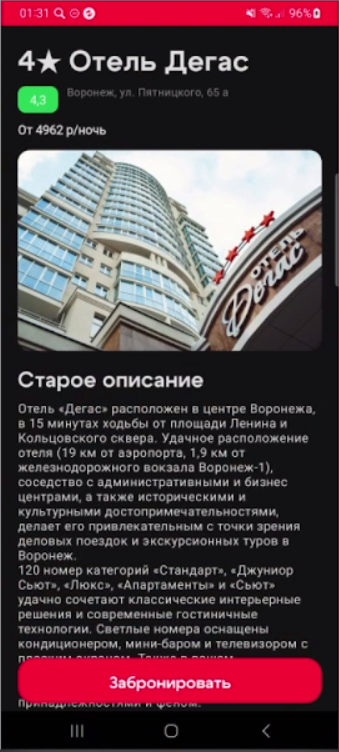 01:31 96%
4★ Отель Дегас
4,3 Воронеж, ул. Пятницкого, 65 а
От 4962 р/ночь
ОТЕЛЬ
Дегас
Старое описание
Отель «Дегас» расположен в центре Воронежа,
в 15 минутах ходьбы от площади Ленина и
Кольцовского сквера. Удачное расположение
отеля (19 км от аэропорта, 1,9 км от
железнодорожного вокзала Воронеж-1),
соседство с административными и бизнес
центрами, а также историческими и
культурными достопримечательностями,
делает его привлекательным с точки зрения
деловых поездок и экскурсионных туров в
Воронеж.
120 номер категорий «Стандарт», «Джуниор
Сьют», «Люкс», «Апартаменты» и «Сьют»
удачно сочетают классические интерьерные
решения и современные гостиничные
технологии. Светлые номера оснащены
кондиционером, мини-баром и телевизором с
Забронировать
принадлежностями и феном.